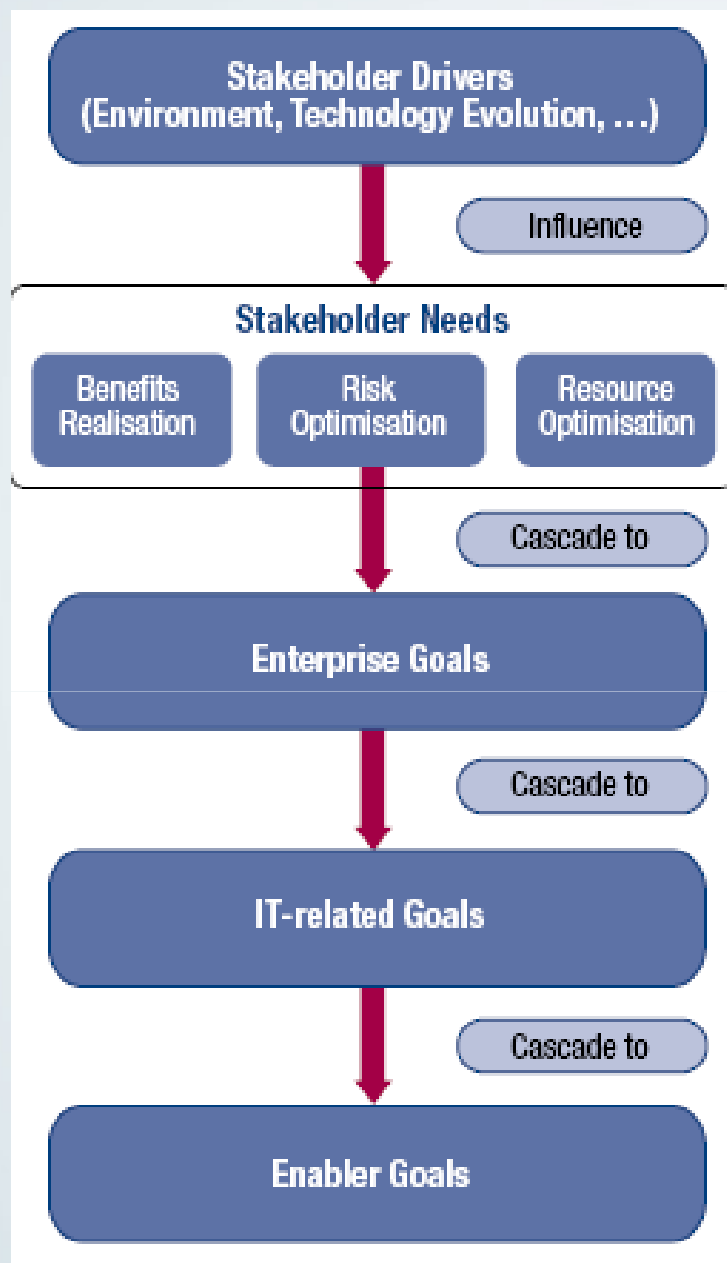 Stakeholder Drivers
(Environment, Technology Evolution, …)
Influence
Stakeholder Needs
Benefits
Realisation
Risk
Optimisation
Resource
Optimisation
Cascade to
Enterprise Goals
Cascade to
IT-related Goals
Cascade to
Enabler Goals